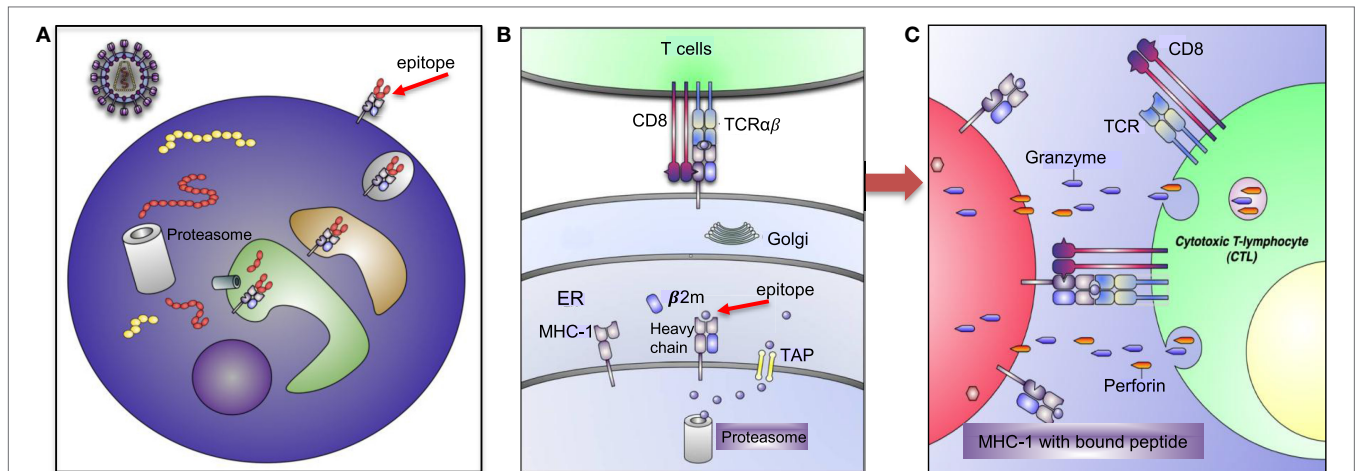 A
epitope
Proteasome
B
T cells
CD8
TCRαβ
Golgi
ER
β2m
epitope
MHC-1
Heavy
chain
TAP
Proteasome
C
CD8
TCR
Granzyme
Cytotoxic T-lymphocyte
(CTL)
Perforin
MHC-1 with bound peptide